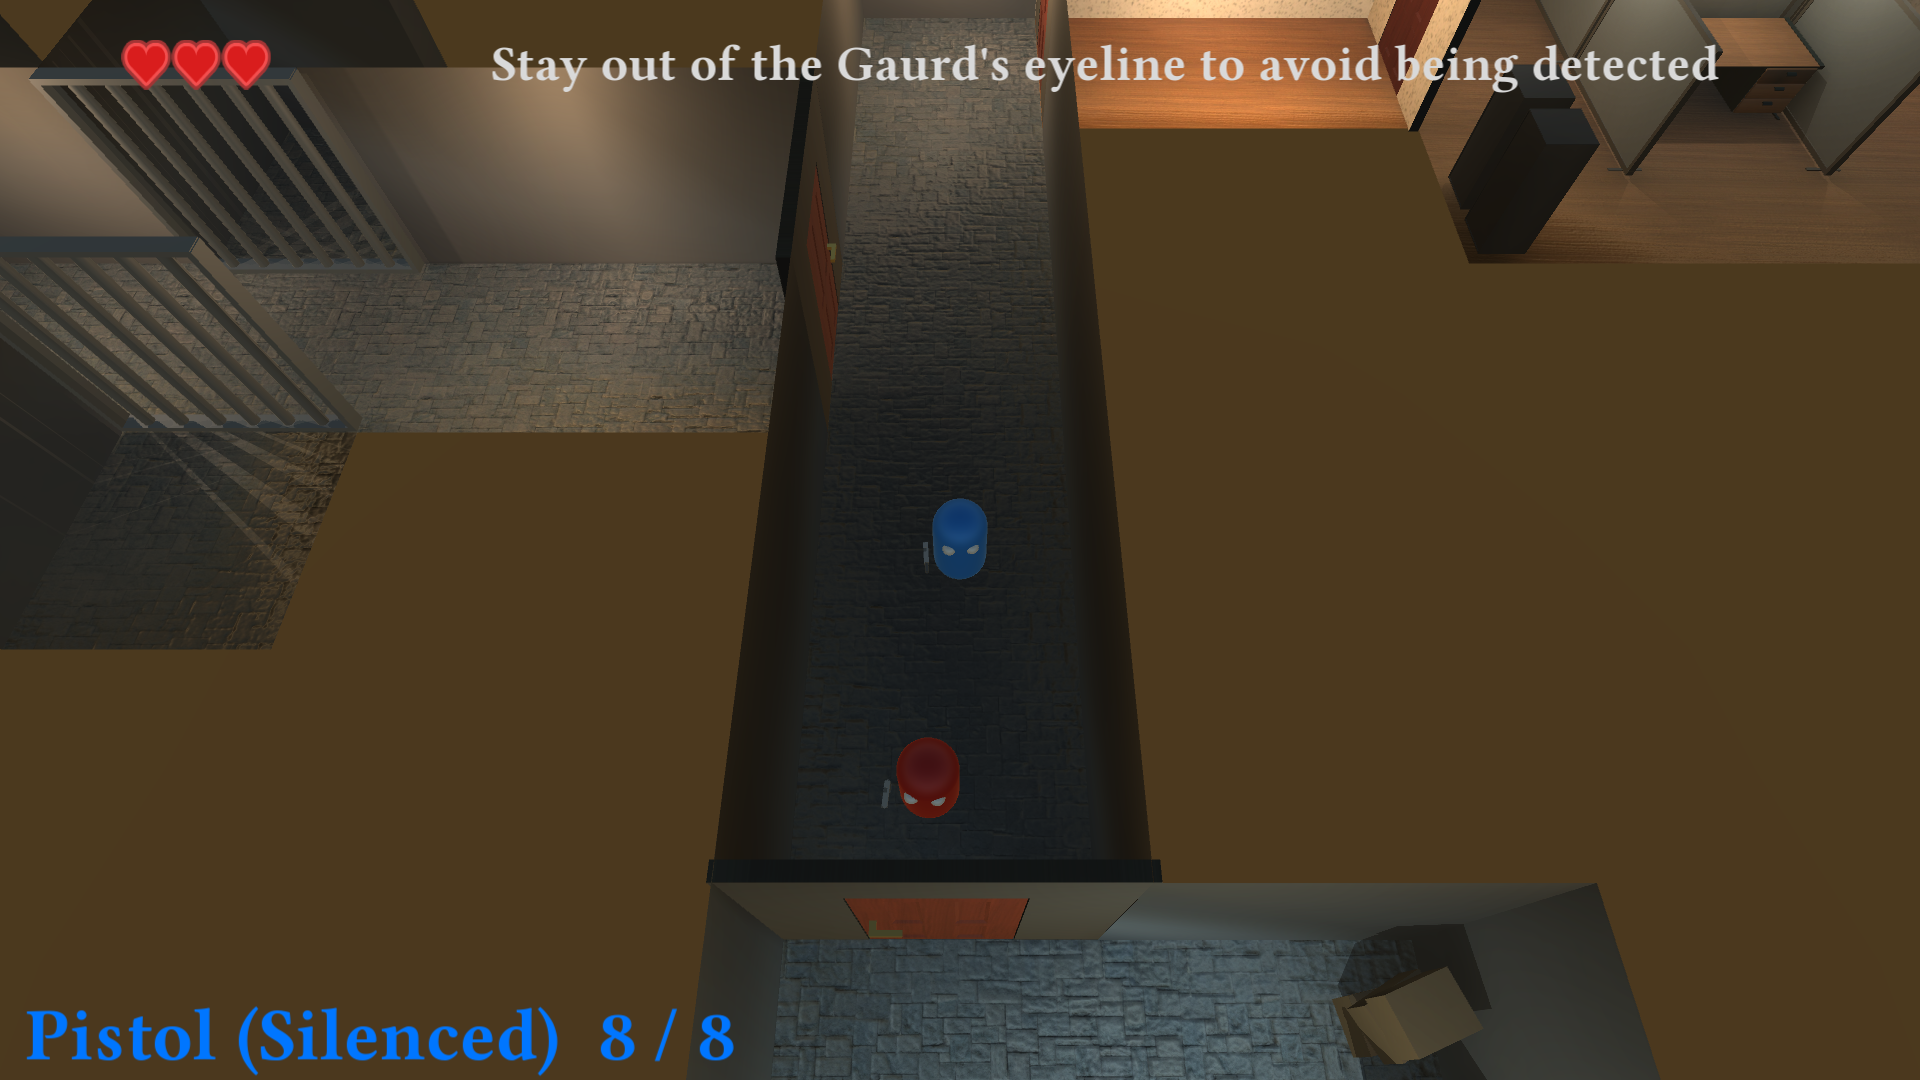 Stay out of the Gaurd's eyeline to avoid being detected
Pistol (Silenced) 8 / 8